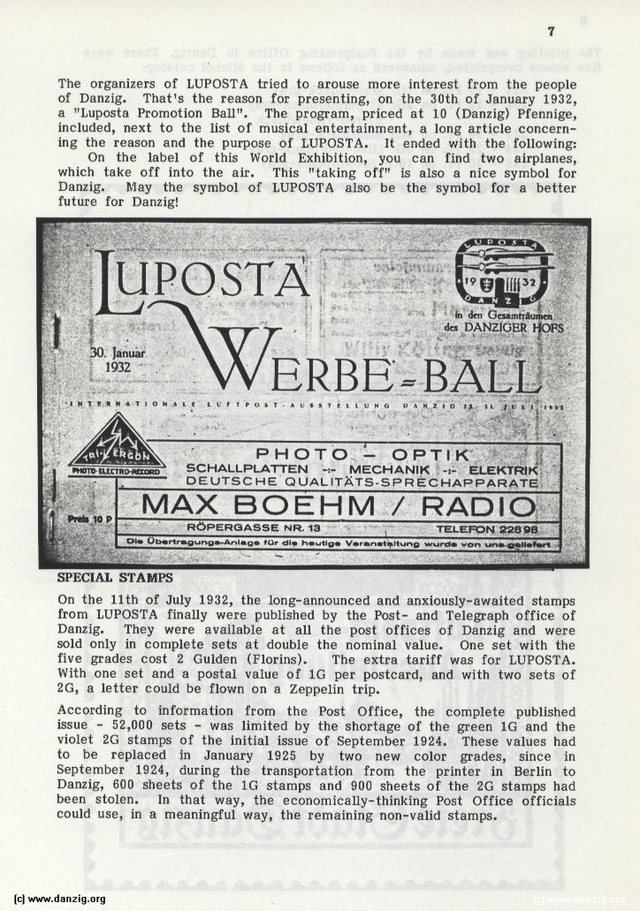 7
The organizers of LUPOSTA tried to arouse more interest from the people
of Danzig. That's the reason for presenting, on the 30th of January 1932,
a "Luposta Promotion Ball". The program, priced at 10 (Danzig) Pfennige,
included, next to the list of musical entertainment, a long article concern-
ing the reason and the purpose of LUPOSTA. It ended with the following:
On the label of this World Exhibition, you can find two airplanes,
which take off into the air. This "taking off" is also a nice symbol for
Danzig. May the symbol of LUPOSTA also be the symbol for a better
future for Danzig!
LUPOSTA
1932
DANZIG
LUPOSTA
in den Gesamträumen
des DANZIGER HOFS
30. Januar
1932
WERBE=BALL
INTERNATIONALE LUFTPOST-AUSSTELLUNG DANZIG 31. JULI 1932
TRI-ERGON
PHOTO-ELECTRO-RECORD
PHOTO - OPTIK
SCHALLPLATTEN -:- MECHANIK -:- ELEKTRIK
DEUTSCHE QUALITÄTS-SPRECHAPPARATE
MAX BOEHM / RADIO
Preis 10 P
RÖPERGASSE NR. 13 TELEFON 22898
Die Übertragungs-Anlage für die heutige Veranstaltung wurde von uns geliefert
SPECIAL STAMPS
On the 11th of July 1932, the long-announced and anxiously-awaited stamps
from LUPOSTA finally were published by the Post- and Telegraph office of
Danzig. They were available at all the post offices of Danzig and were
sold only in complete sets at double the nominal value. One set with the
five grades cost 2 Gulden (Florins). The extra tariff was for LUPOSTA.
With one set and a postal value of 1G per postcard, and with two sets of
2G, a letter could be flown on a Zeppelin trip.
According to information from the Post Office, the complete published
issue - 52,000 sets - was limited by the shortage of the green 1G and the
violet 2G stamps of the initial issue of September 1924. These values had
to be replaced in January 1925 by two new color grades, since in
September 1924, during the transportation from the printer in Berlin to
Danzig, 600 sheets of the 1G stamps and 900 sheets of the 2G stamps had
been stolen. In that way, the economically-thinking Post Office officials
could use, in a meaningful way, the remaining non-valid stamps.
(c) www.danzig.org
(c) www.danzig.org